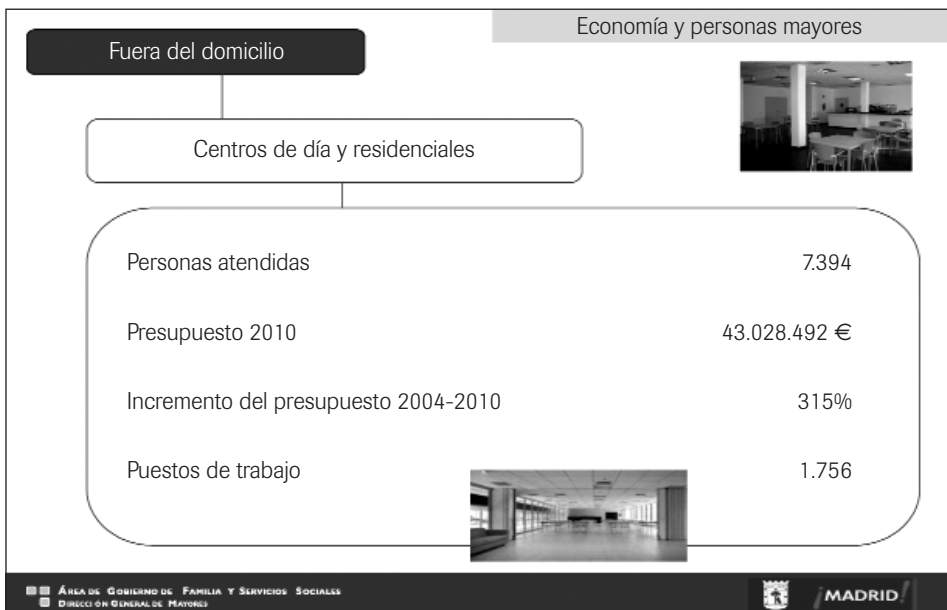 Economía y personas mayores
Fuera del domicilio
Centros de día y residenciales
Personas atendidas 7.394
Presupuesto 2010 43.028.492 €
Incremento del presupuesto 2004-2010 315%
Puestos de trabajo 1.756
ÁREA DE GOBIERNO DE FAMILIA Y SERVICIOS SOCIALES
DIRECCIÓN GENERAL DE MAYORES
¡MADRID!